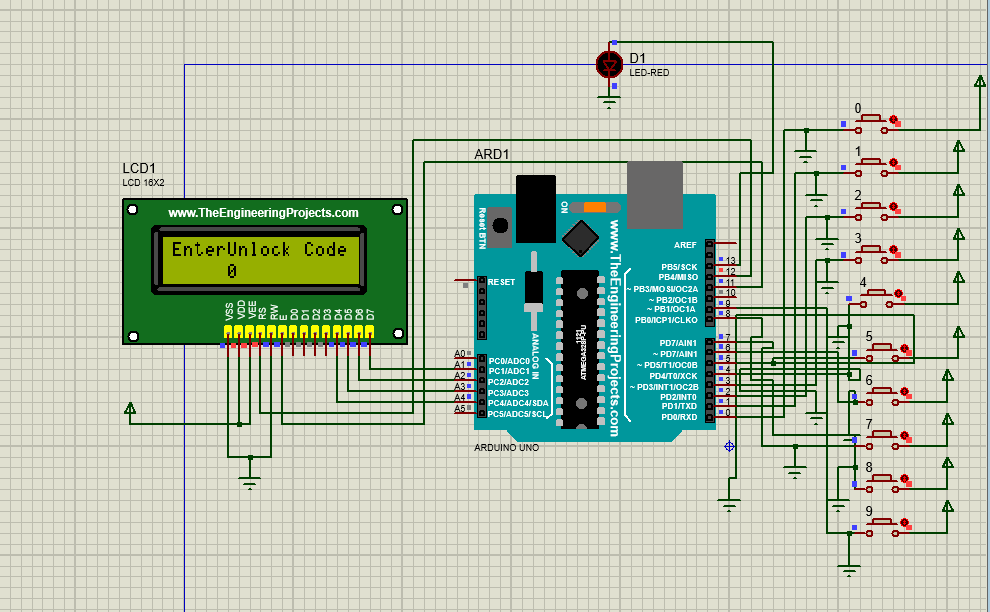 D1
LED-RED
LCD1
LCD 16X2
www.TheEngineeringProjects.com
EnterUnlock Code
0
VSS
VDD
VEE
RS
RW
E
D0
D1
D2
D3
D4
D5
D6
D7
ARD1
Reset BTN
ON
www.TheEngineeringProjects.com
ANALOG IN
ATMEGA328P-PU
RESET
A0
A1
A2
A3
A4
A5
PC0/ADC0
PC1/ADC1
PC2/ADC2
PC3/ADC3
PC4/ADC4/SDA
PC5/ADC5/SCL
AREF
PB5/SCK
PB4/MISO
~ PB3/MOSI/OC2A
~ PB2/OC1B
~ PB1/OC1A
PB0/ICP1/CLKO
PD7/AIN1
~ PD7/AIN1
~ PD5/T1/OC0B
PD4/T0/XCK
~ PD3/INT1/OC2B
PD2/INT0
PD1/TXD
PD0/RXD
13
12
11
10
9
8
7
6
5
4
3
2
1
0
ARDUINO UNO
0
1
2
3
4
5
6
7
8
9